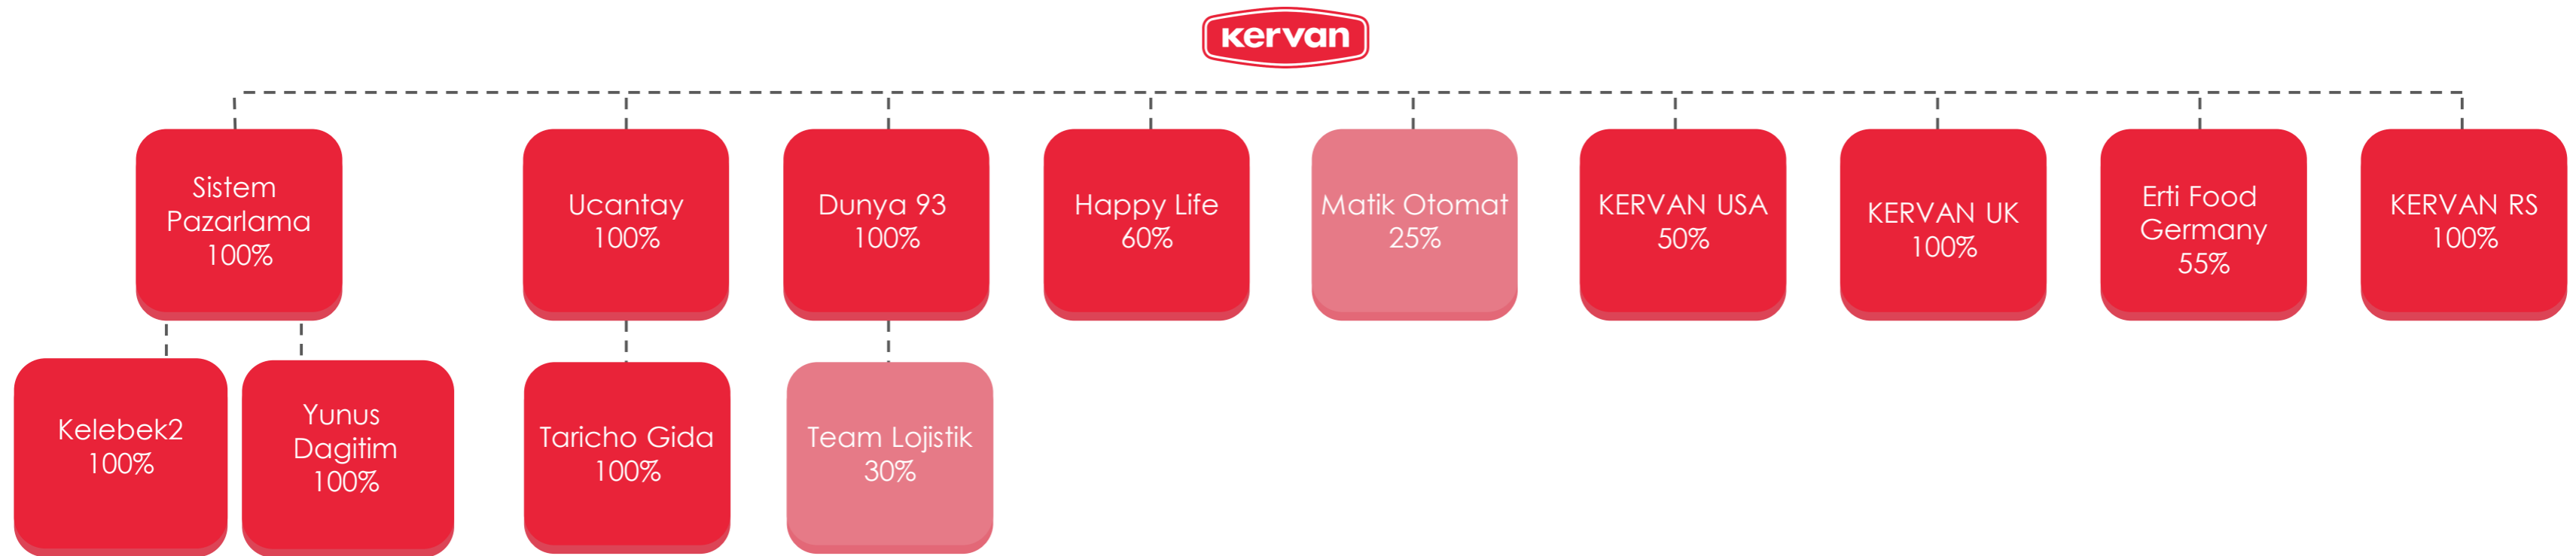 kervan
Sistem
Pazarlama
100%
Ucantay
100%
Dunya 93
100%
Happy Life
60%
Matik Otomat
25%
KERVAN USA
50%
KERVAN UK
100%
Erti Food
Germany
55%
KERVAN RS
100%
Kelebek2
100%
Yunus
Dagitim
100%
Taricho Gida
100%
Team Lojistik
30%